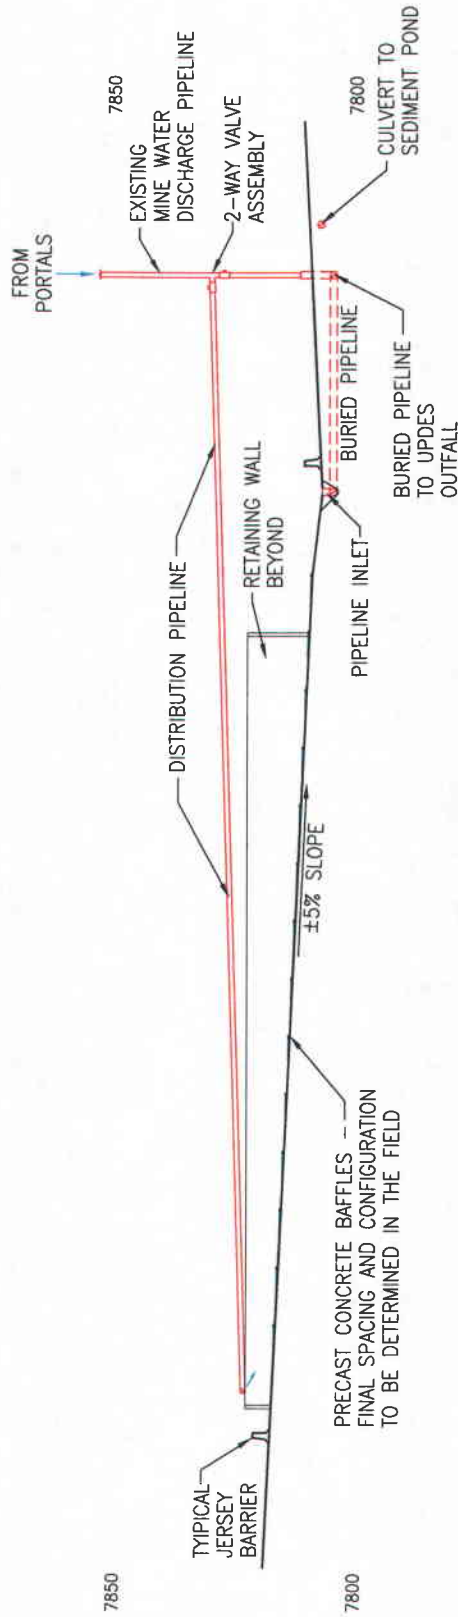 7850
7850
FROM
PORTALS
EXISTING
MINE WATER
DISCHARGE PIPELINE
2-WAY VALVE
ASSEMBLY
DISTRIBUTION PIPELINE
RETAINING WALL
BEYOND
7800
CULVERT TO
SEDIMENT POND
BURIED PIPELINE
BURIED PIPELINE
TO UPDES
OUTFALL
PIPELINE INLET
±5% SLOPE
TYIPICAL
JERSEY
BARRIER
PRECAST CONCRETE BAFFLES –
FINAL SPACING AND CONFIGURATION
TO BE DETERMINED IN THE FIELD
7800